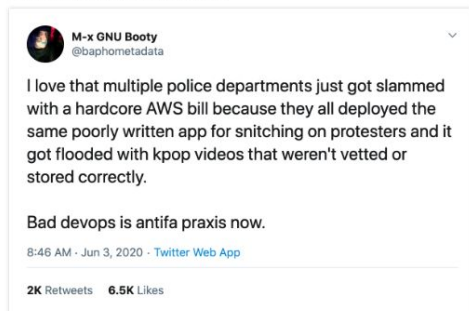 M-x GNU Booty
@baphometadata
I love that multiple police departments just got slammed
with a hardcore AWS bill because they all deployed the
same poorly written app for snitching on protesters and it
got flooded with kpop videos that weren't vetted or
stored correctly.
Bad devops is antifa praxis now.
8:46 AM · Jun 3, 2020 · Twitter Web App
2K Retweets 6.5K Likes